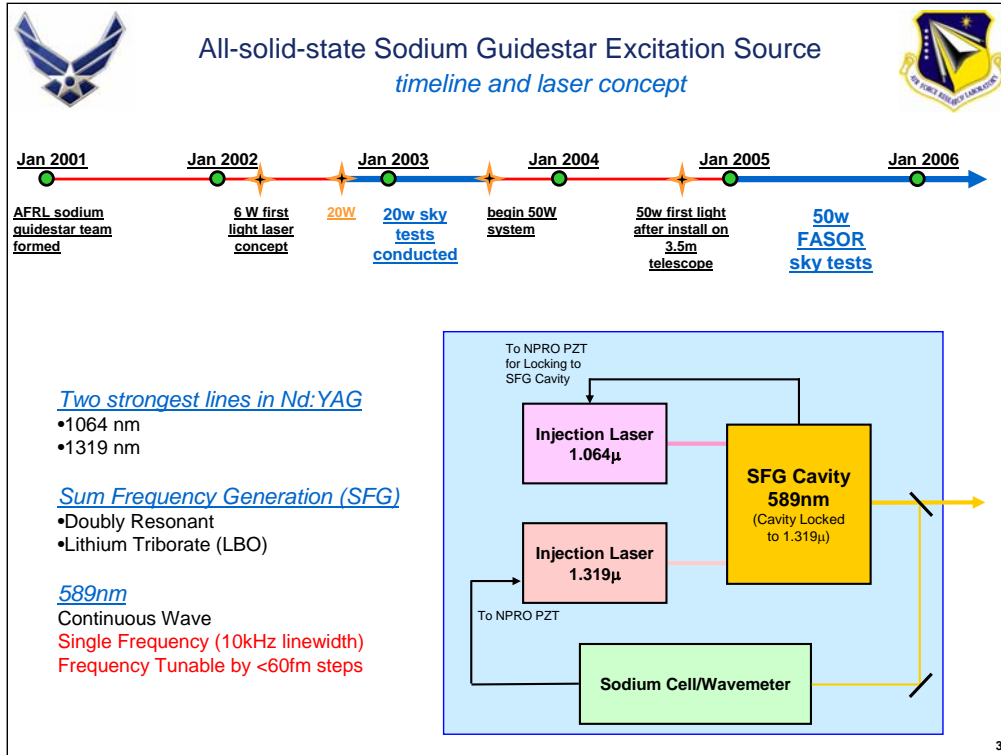 All-solid-state Sodium Guidestar Excitation Source
timeline and laser concept
AIR FORCE RESEARCH LABORATORY
Jan 2001
Jan 2002
Jan 2003
Jan 2004
Jan 2005
Jan 2006
AFRL sodium
guidestar team
formed
6 W first
light laser
concept
20W
20w sky
tests
conducted
begin 50W
system
50w first light
after install on
3.5m
telescope
50w
FASOR
sky tests
Two strongest lines in Nd:YAG
•1064 nm
•1319 nm
Sum Frequency Generation (SFG)
•Doubly Resonant
•Lithium Triborate (LBO)
589nm
Continuous Wave
Single Frequency (10kHz linewidth)
Frequency Tunable by <60fm steps
To NPRO PZT
for Locking to
SFG Cavity
Injection Laser
1.064μ
SFG Cavity
589nm
(Cavity Locked
to 1.319μ)
Injection Laser
1.319μ
To NPRO PZT
Sodium Cell/Wavemeter
3